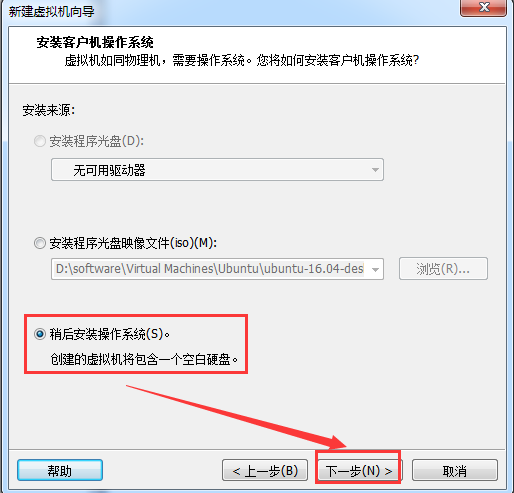 新建虚拟机向导
安装客户机操作系统
虚拟机如同物理机，需要操作系统。您将如何安装客户机操作系统?
安装来源:
安装程序光盘(D):
无可用驱动器
安装程序光盘映像文件(iso)(M):
D:\software\Virtual Machines\Ubuntu\ubuntu-16.04-des
浏览(R)...
稍后安装操作系统(S)。
创建的虚拟机将包含一个空白硬盘。
帮助
< 上一步(B)
下一步(N) >
取消